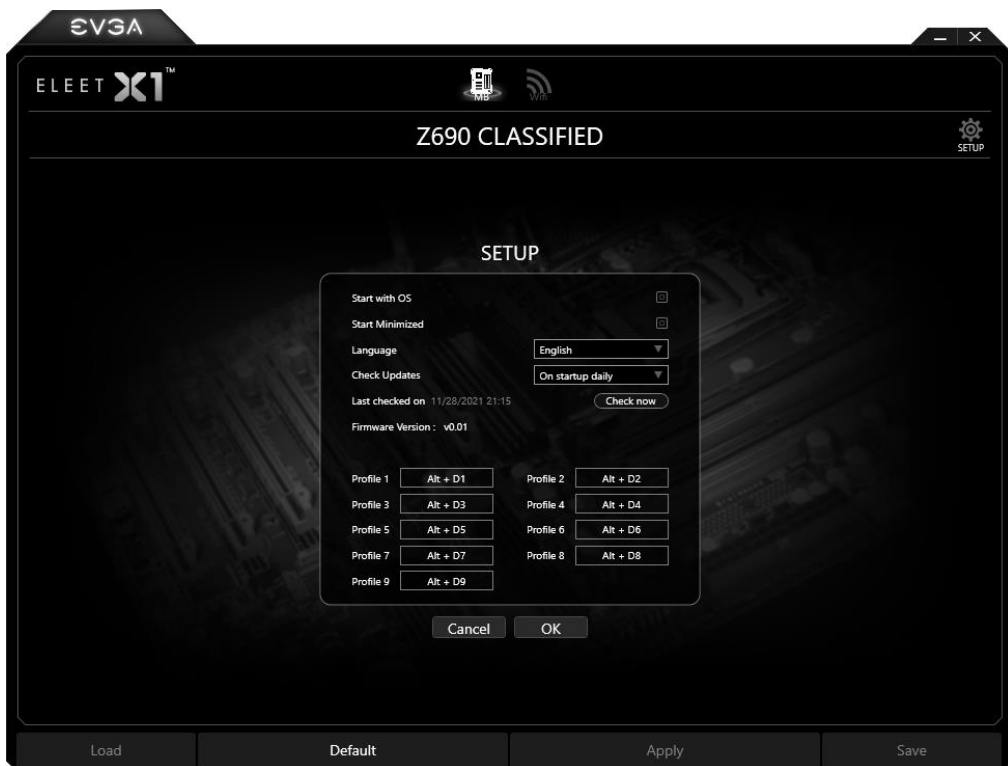 EVGA
ELEET X1™
MB
Wifi
Z690 CLASSIFIED
SETUP
SETUP
Start with OS
Start Minimized
Language English
Check Updates On startup daily
Last checked on 11/28/2021 21:15 Check now
Firmware Version : v0.01
Profile 1 Alt + D1 Profile 2 Alt + D2
Profile 3 Alt + D3 Profile 4 Alt + D4
Profile 5 Alt + D5 Profile 6 Alt + D6
Profile 7 Alt + D7 Profile 8 Alt + D8
Profile 9 Alt + D9
Cancel OK
Load Default Apply Save